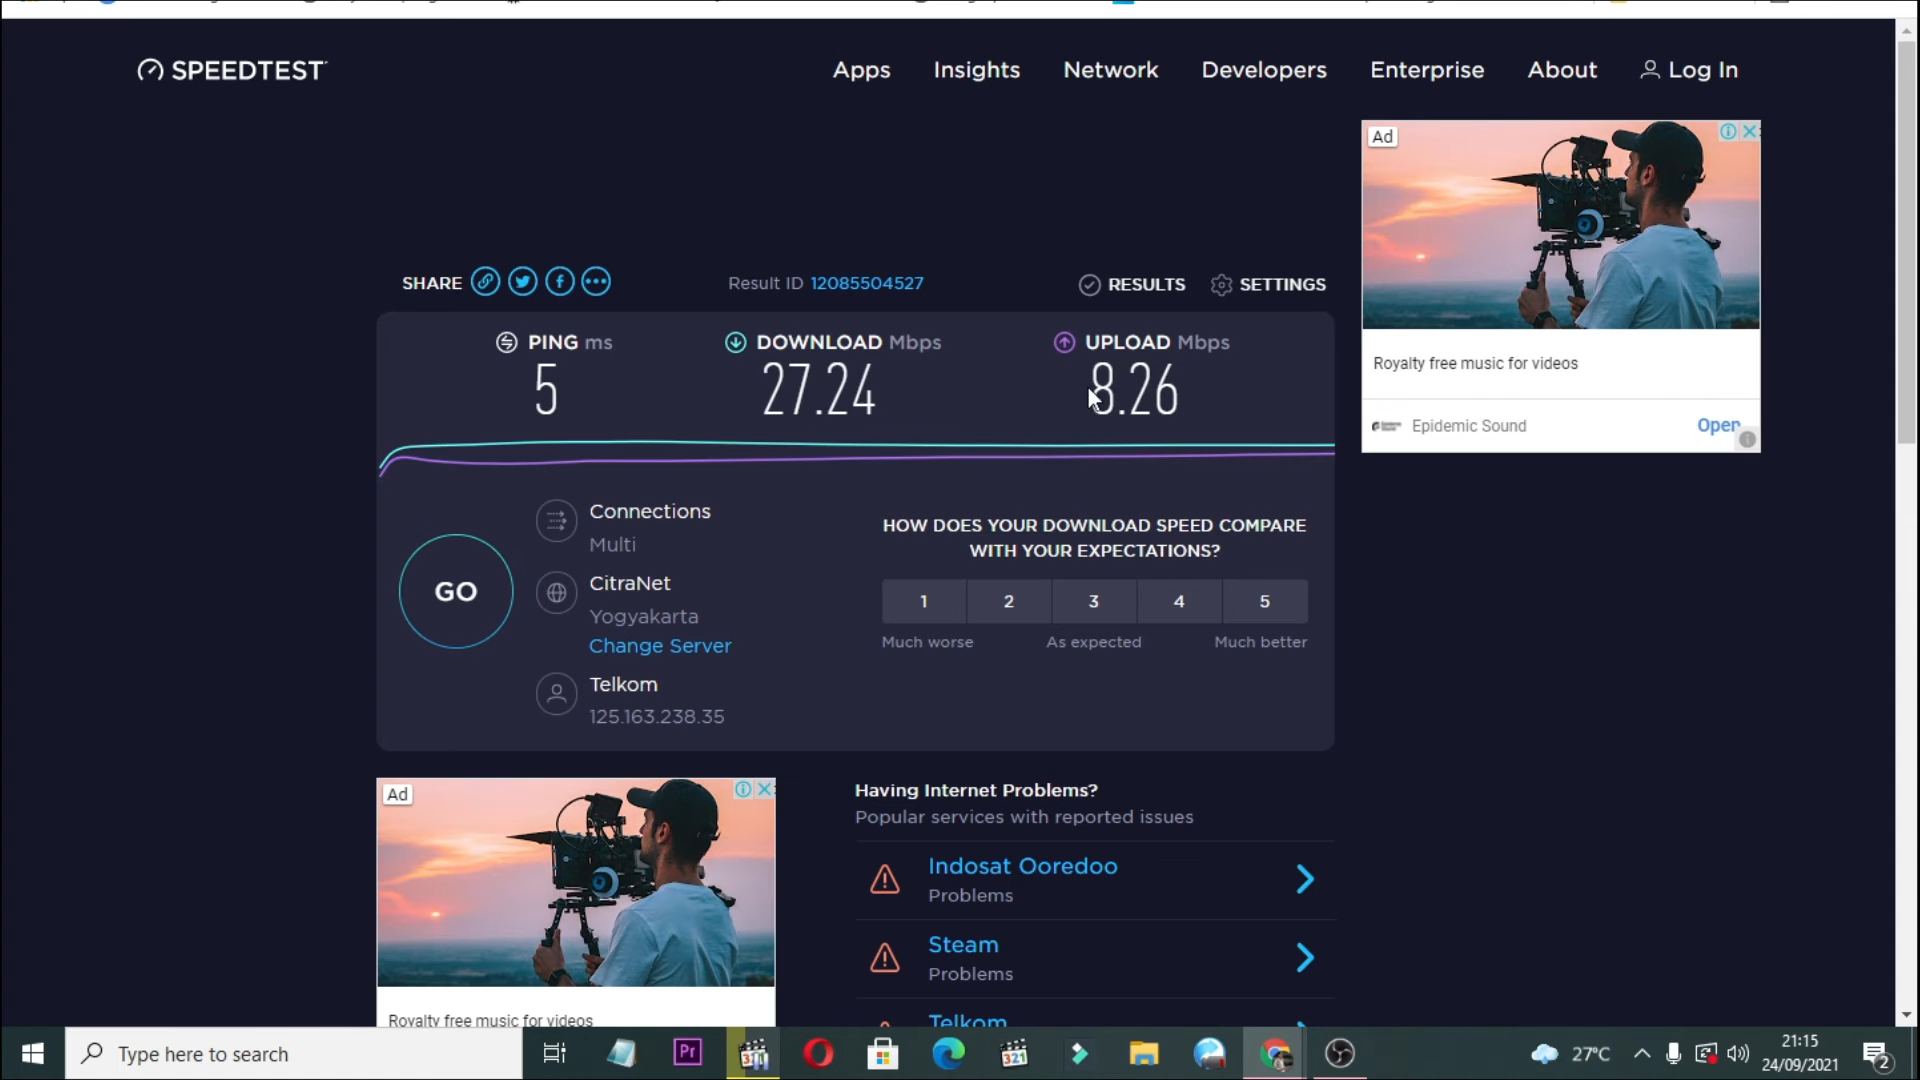 SPEEDTEST
Apps Insights Network Developers Enterprise About Log In
Ad
Royalty free music for videos
Epidemic Sound Open
SHARE Result ID 12085504527 RESULTS SETTINGS
PING ms DOWNLOAD Mbps UPLOAD Mbps
5 27.24 8.26
GO
Connections
Multi
CitraNet
Yogyakarta
Change Server
Telkom
125.163.238.35
HOW DOES YOUR DOWNLOAD SPEED COMPARE
WITH YOUR EXPECTATIONS?
1 2 3 4 5
Much worse As expected Much better
Ad
Royalty free music for videos
Having Internet Problems?
Popular services with reported issues
Indosat Ooredoo
Problems
Steam
Problems
Telkom
Type here to search
Pr
321
27°C
21:15
24/09/2021
2